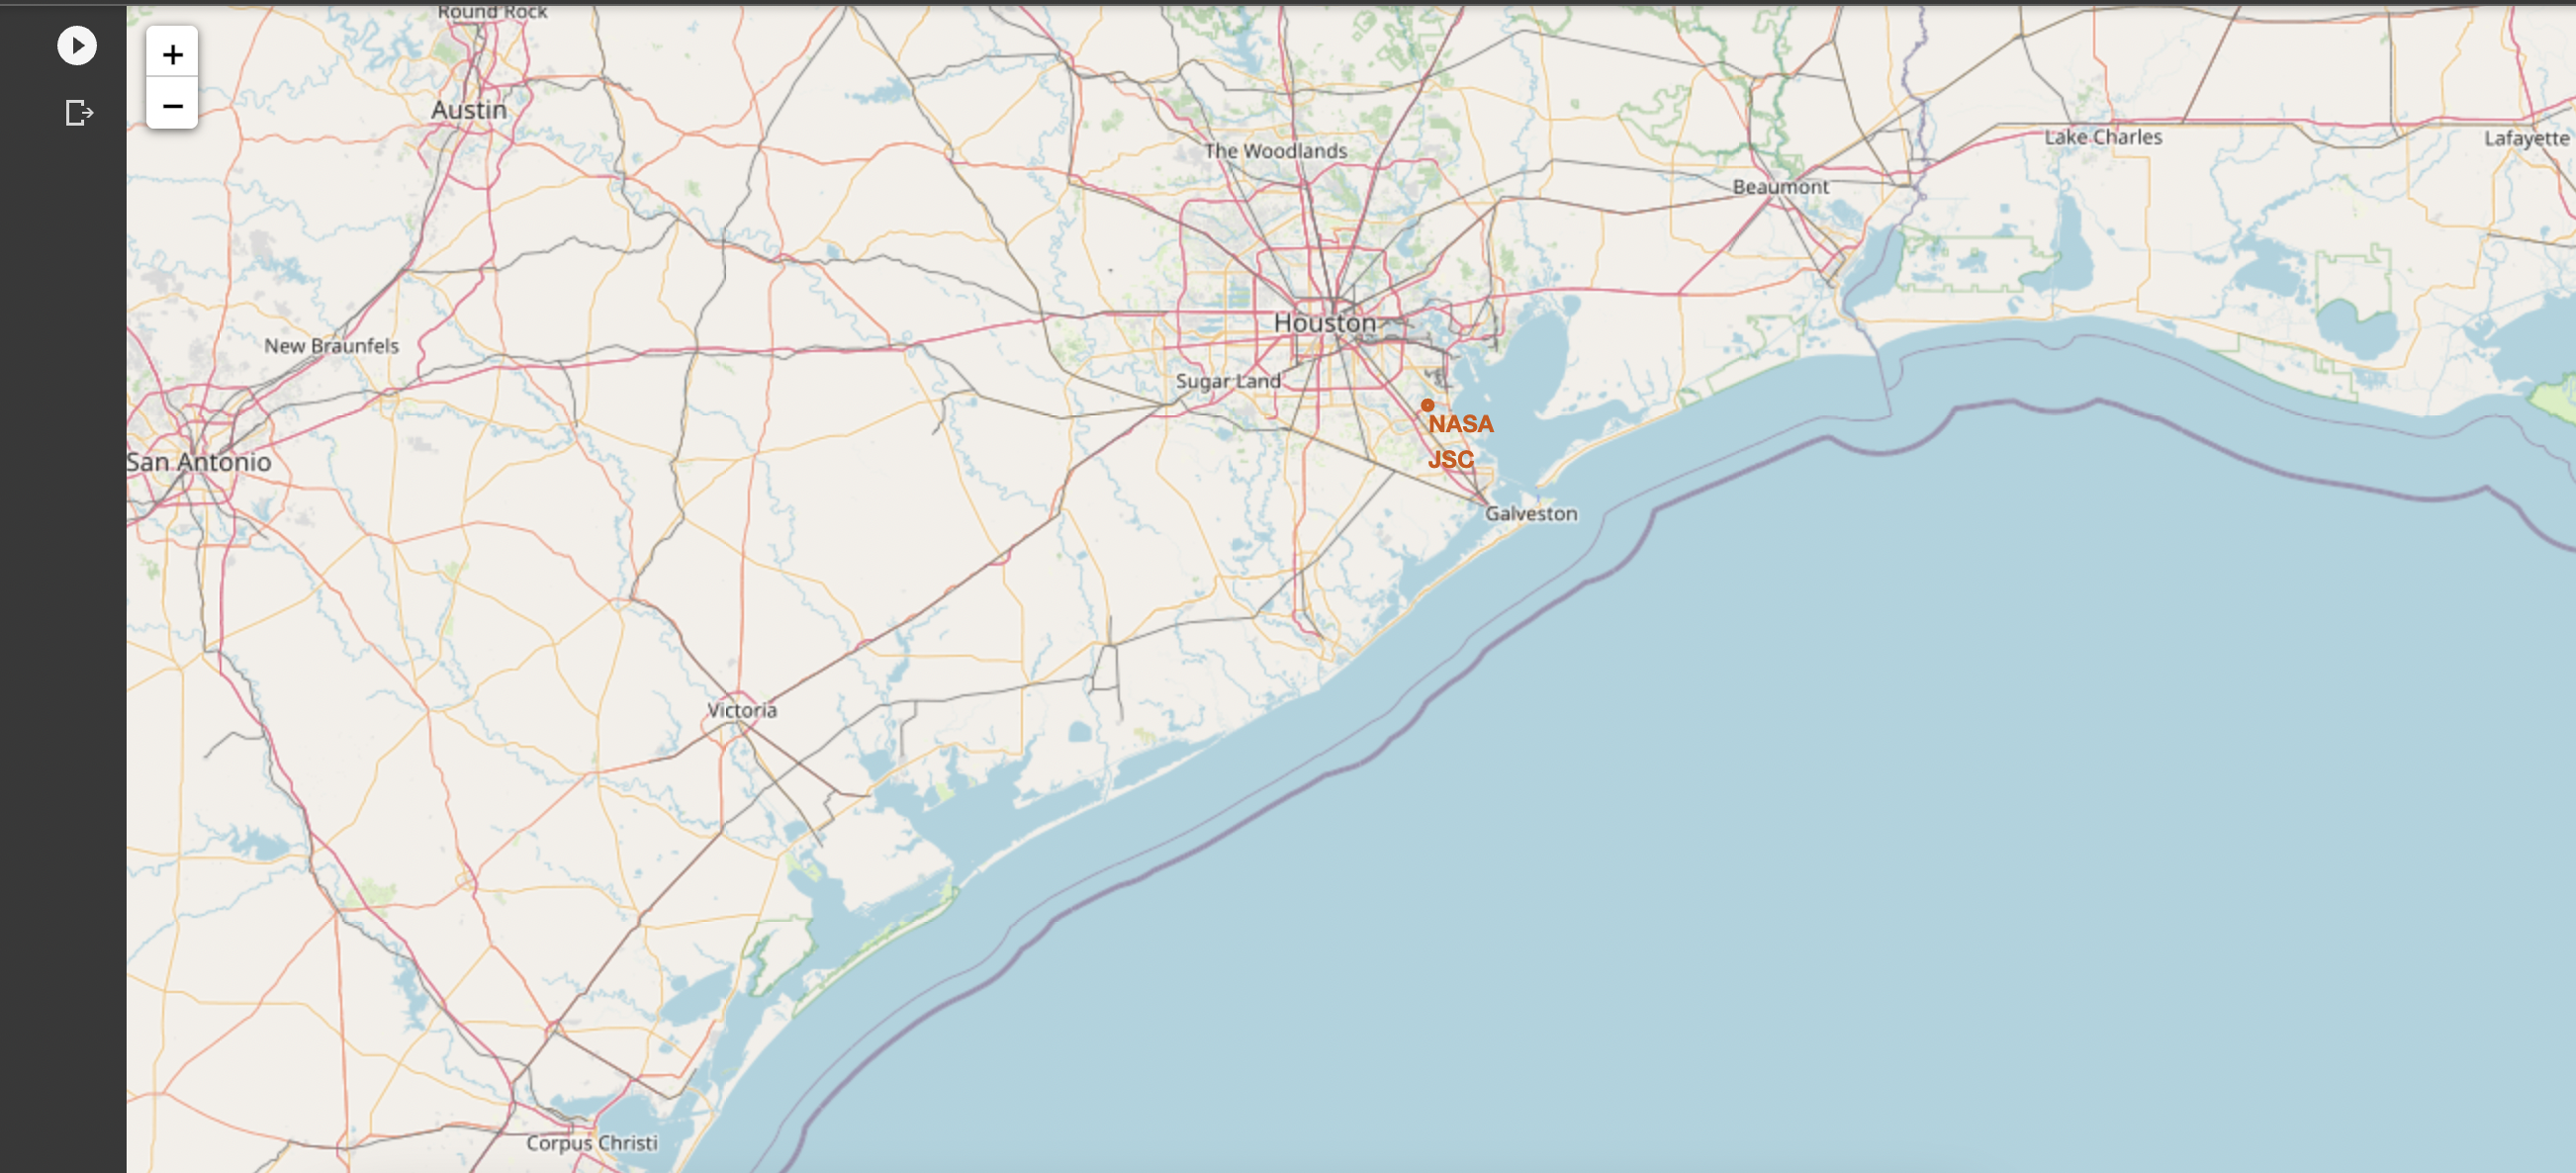 Round Rock
+
−
Austin
The Woodlands
Lake Charles
Lafayette
Beaumont
Houston
New Braunfels
Sugar Land
NASA
JSC
San Antonio
Galveston
Victoria
Corpus Christi